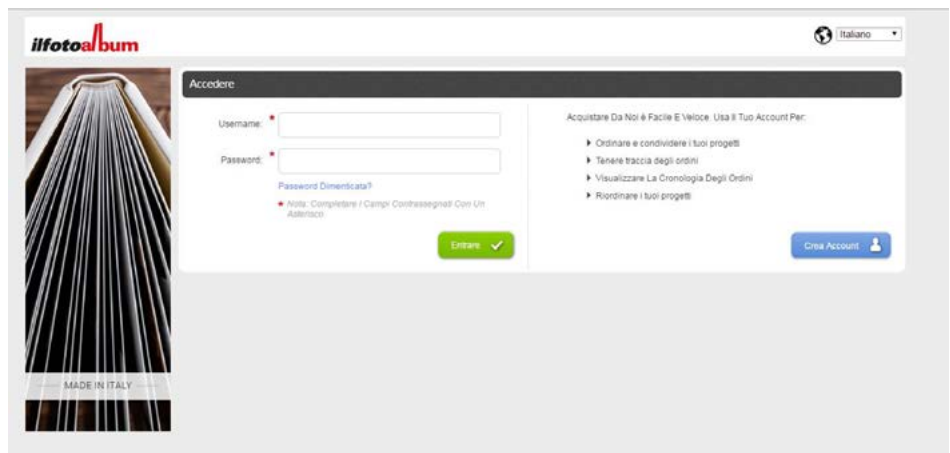 ilfotoalbum
Italiano
Accedere
Username: *
Password: *
Password Dimenticata?
* Nota: Completare I Campi Contrassegnati Con Un
Asterisco
Entrare
Acquistare Da Noi è Facile E Veloce. Usa Il Tuo Account Per:
Ordinare e condividere i tuoi progetti
Tenere traccia degli ordini
Visualizzare La Cronologia Degli Ordini
Riordinare i tuoi progetti
Crea Account
MADE IN ITALY